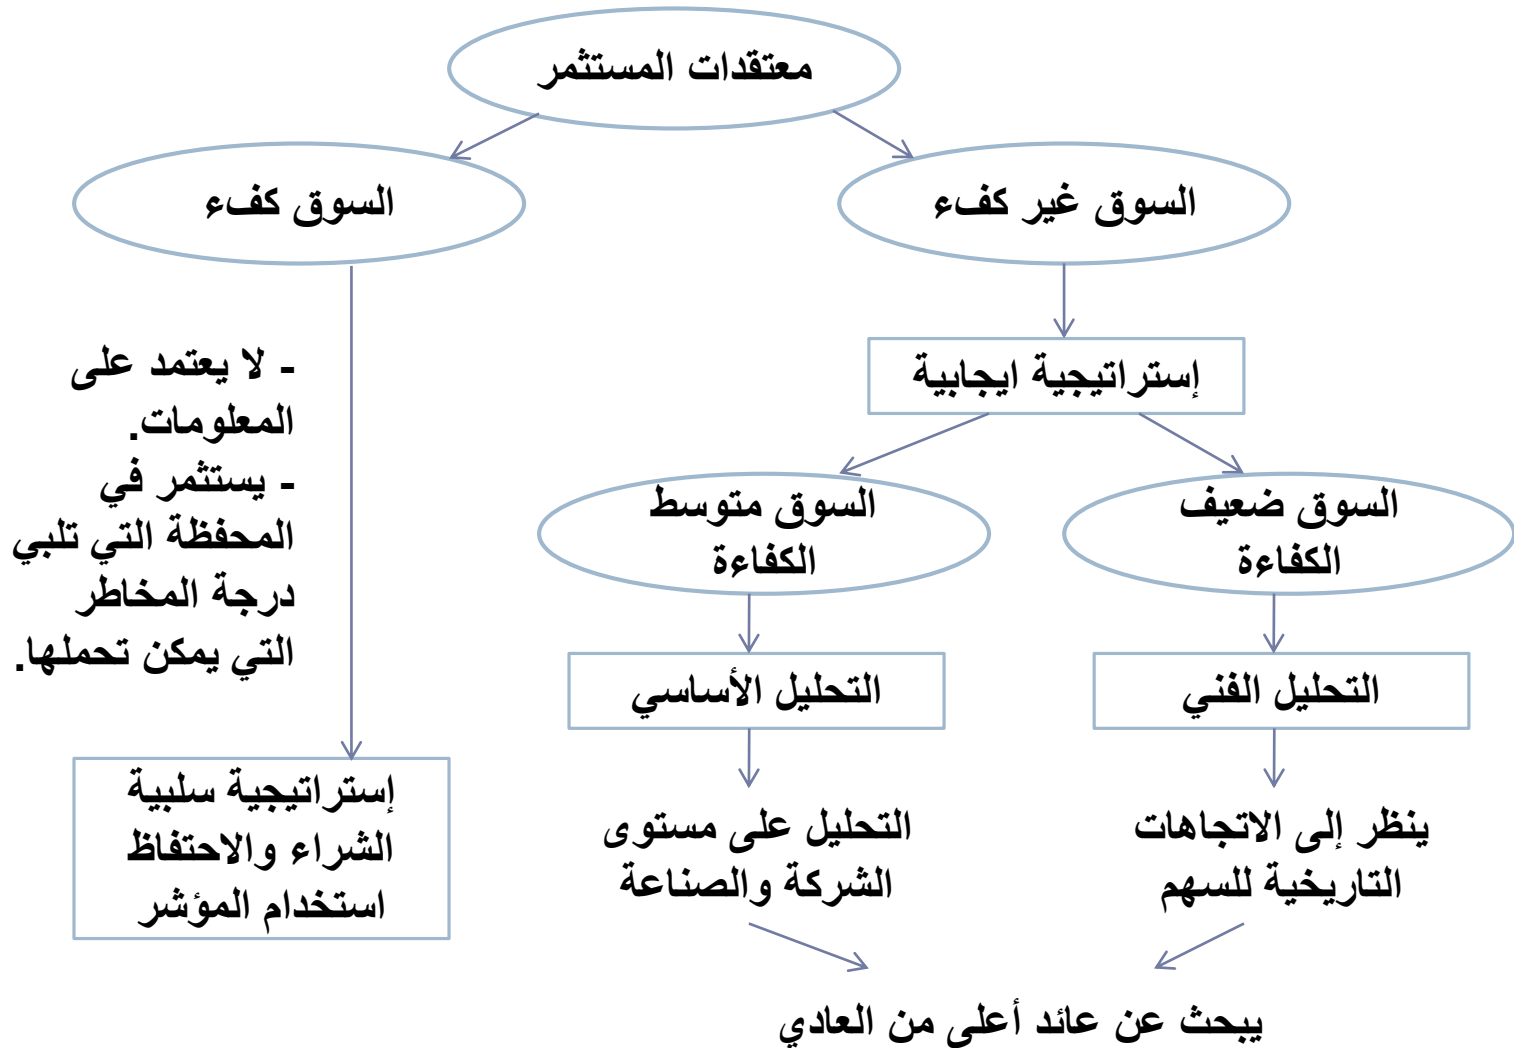 معتقدات المستثمر
السوق غير كفء
السوق كفء
إستراتيجية ايجابية
- لا يعتمد على
المعلومات.
- يستثمر في
المحفظة التي تلبي
درجة المخاطر
التي يمكن تحملها.
السوق ضعيف
الكفاءة
السوق متوسط
الكفاءة
التحليل الفني
التحليل الأساسي
ينظر إلى الاتجاهات
التاريخية للسهم
التحليل على مستوى
الشركة والصناعة
إستراتيجية سلبية
الشراء والاحتفاظ
استخدام المؤشر
يبحث عن عائد أعلى من العادي